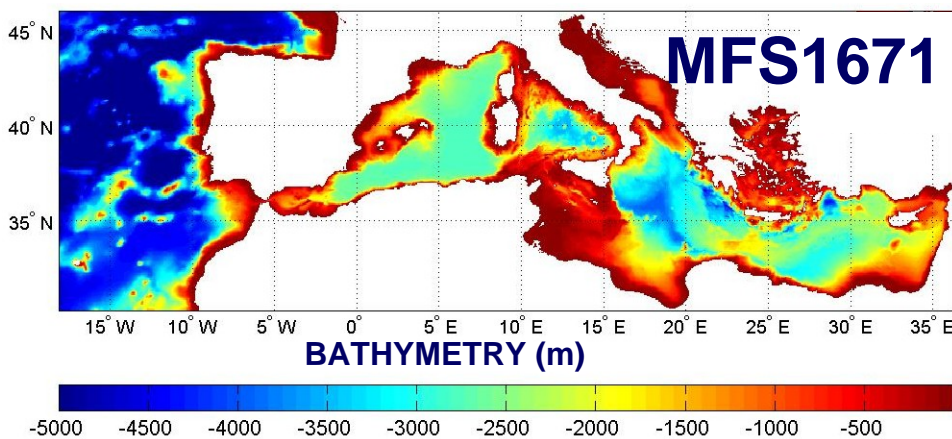 45° N
MFS1671
40° N
35° N
15° W 10° W 5° W 0° 5° E 10° E 15° E 20° E 25° E 30° E 35° E
BATHYMETRY (m)
-5000 -4500 -4000 -3500 -3000 -2500 -2000 -1500 -1000 -500